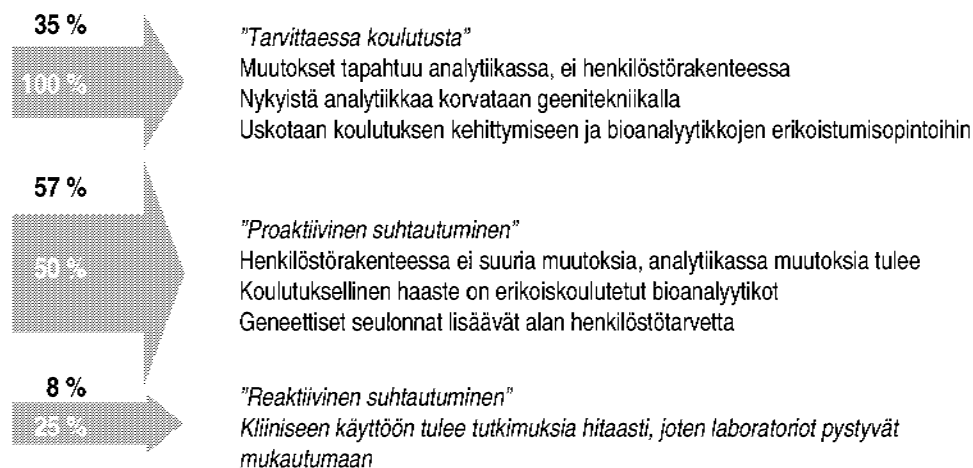 35 %
100 %
"Tarvittaessa koulutusta"
Muutokset tapahtuu analytiikassa, ei henkilöstörakenteessa
Nykyistä analytiikkaa korvataan geenitekniikalla
Uskotaan koulutuksen kehittymiseen ja bioanalyytikkojen erikoistumisopintoihin
57 %
50 %
"Proaktiivinen suhtautuminen"
Henkilöstörakenteessa ei suuria muutoksia, analytiikassa muutoksia tulee
Koulutuksellinen haaste on erikoiskoulutetut bioanalyytikot
Geneettiset seulonnat lisäävät alan henkilöstötarvetta
8 %
25 %
"Reaktiivinen suhtautuminen"
Kliiniseen käyttöön tulee tutkimuksia hitaasti, joten laboratoriot pystyvät
mukautumaan